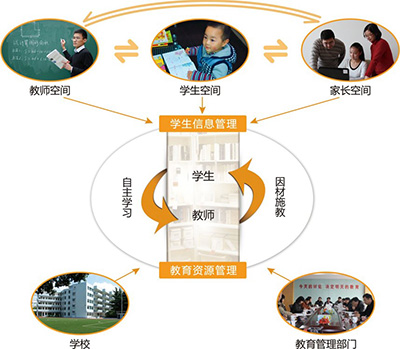 教师空间
学生空间
家长空间
学生信息管理
自主学习
学生
教师
因材施教
教育资源管理
学校
教育管理部门